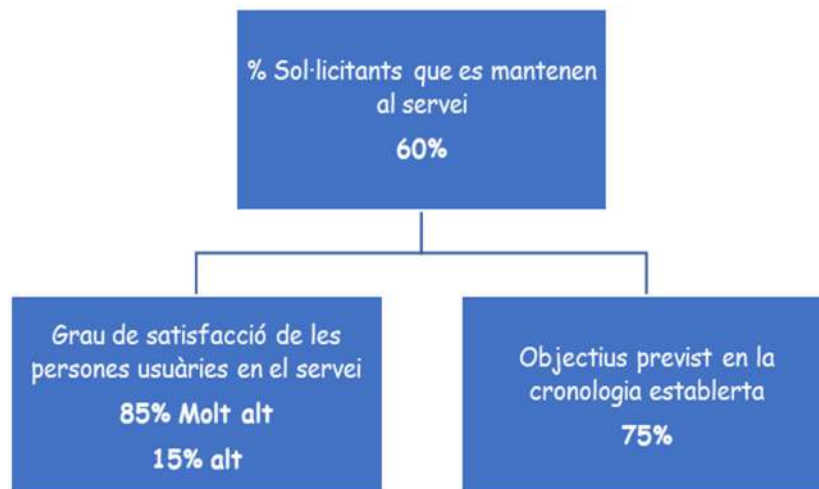 % Sol·licitants que es mantenen
al servei
60%
Grau de satisfacció de les
persones usuàries en el servei
85% Molt alt
15% alt
Objectius previst en la
cronologia establerta
75%